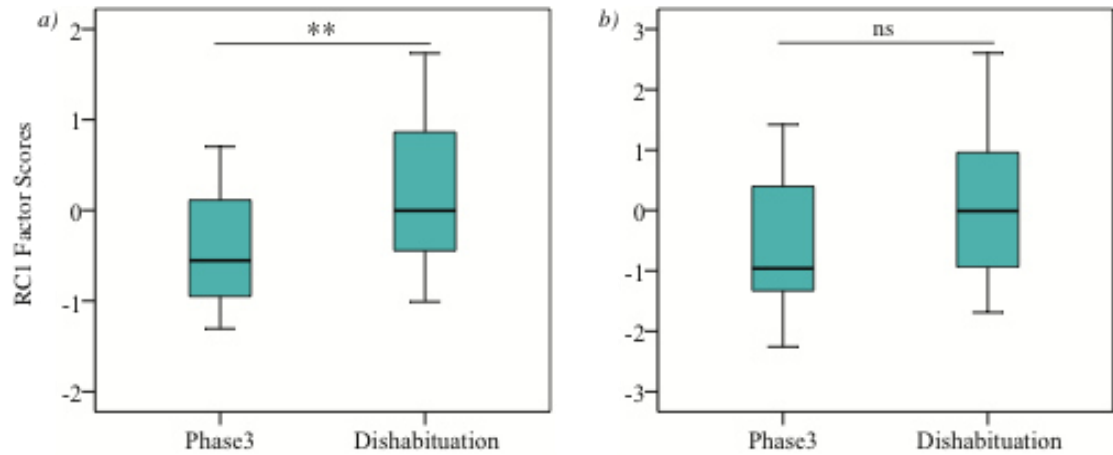 a)
**
2
1
0
-1
-2
RC1 Factor Scores
Phase3 Dishabituation
b)
ns
3
2
1
0
-1
-2
-3
Phase3 Dishabituation